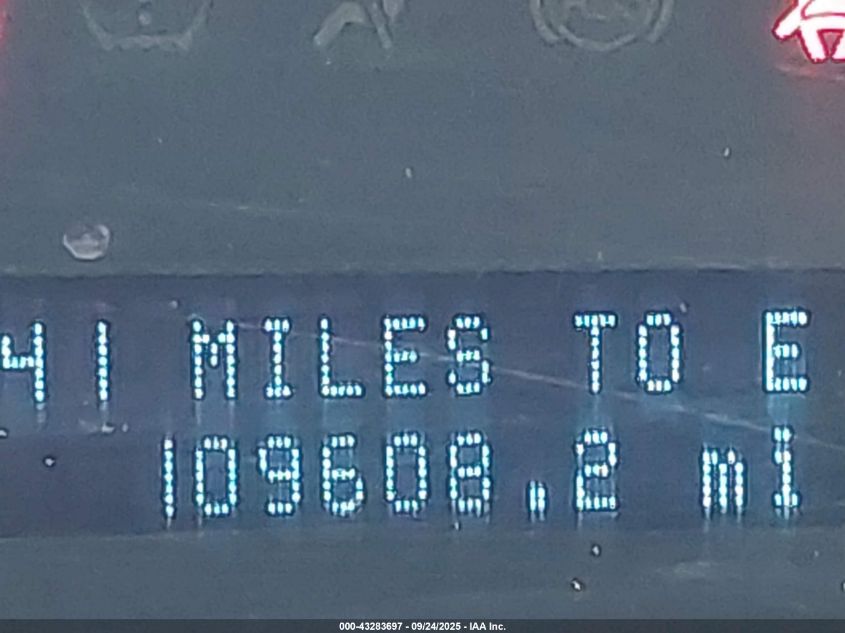 41 MILES TO E
109608.2 mi
000-43283697 - 09/24/2025 - IAA Inc.